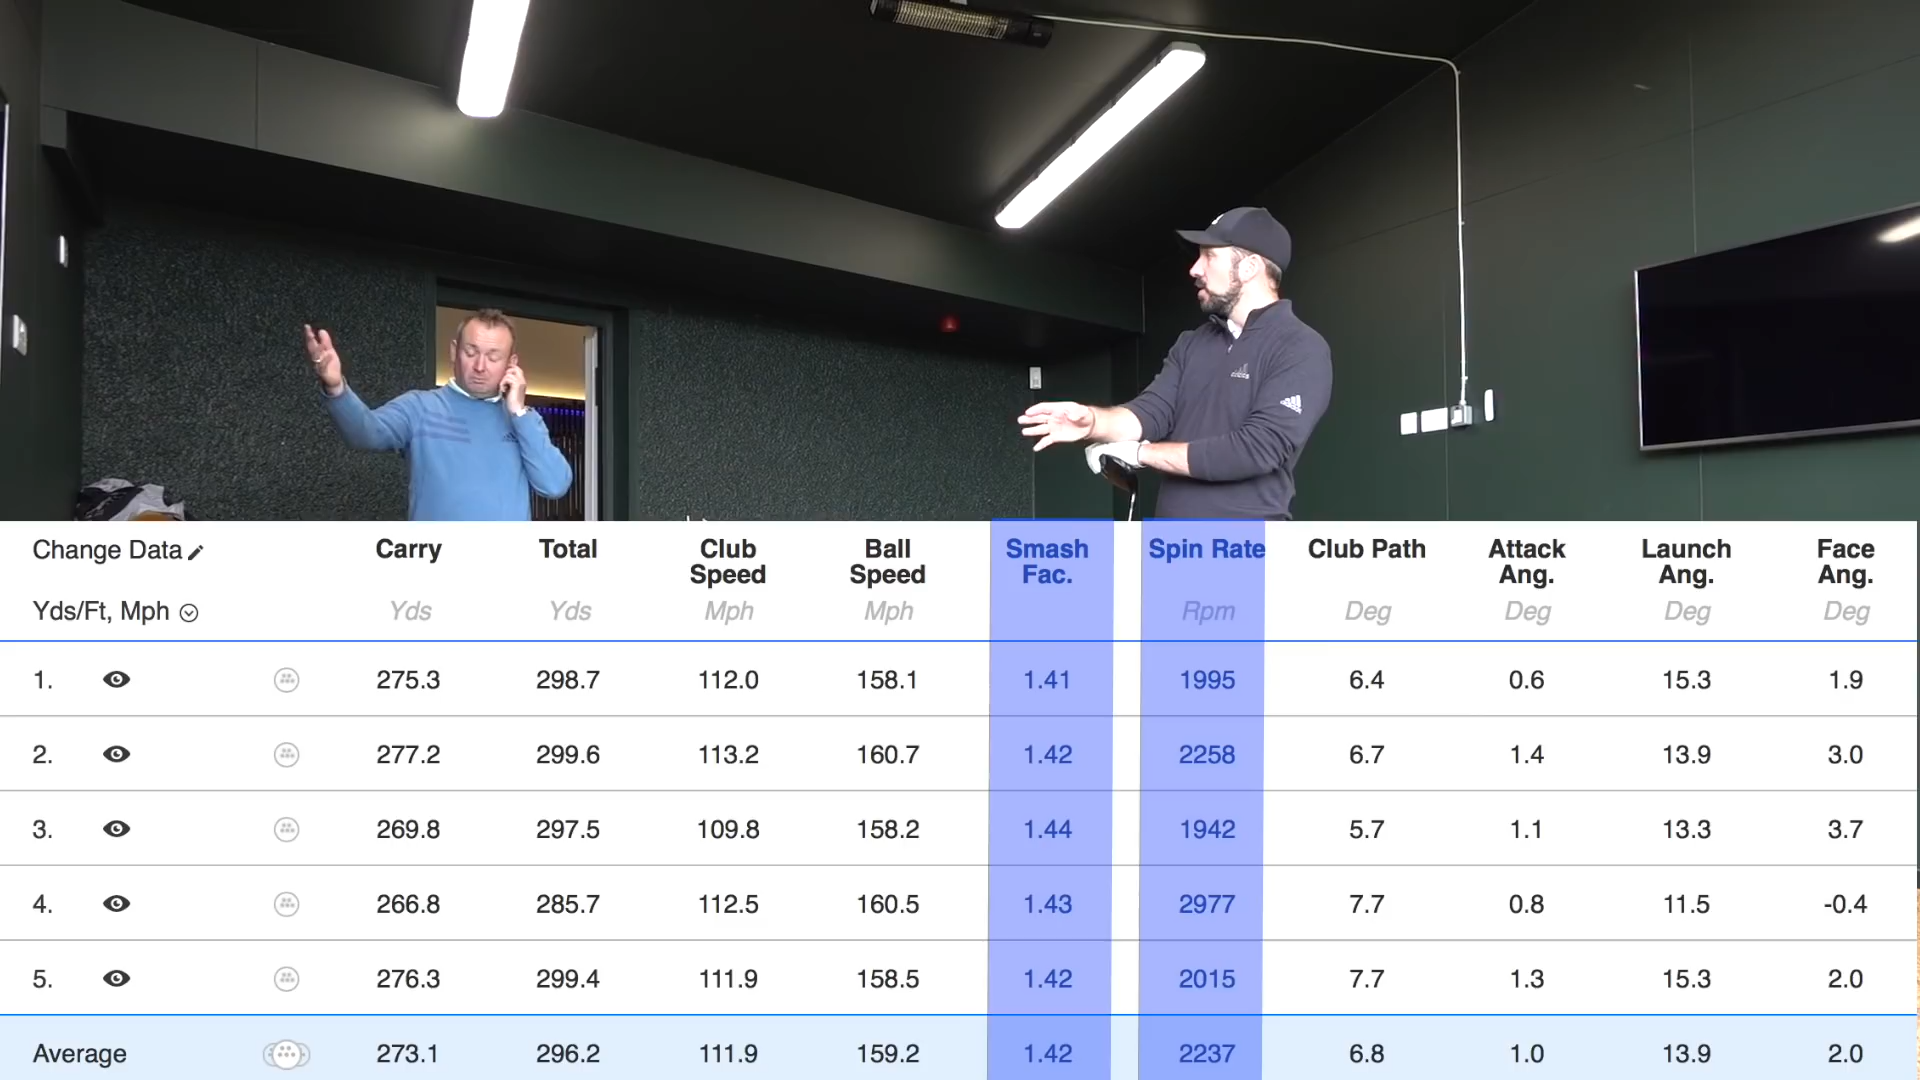 Change Data Carry Total Club Speed Ball Speed Smash Fac. Spin Rate Club Path Attack Ang. Launch Ang. Face Ang.
Yds/Ft, Mph Yds Yds Mph Mph Rpm Deg Deg Deg Deg
1. 275.3 298.7 112.0 158.1 1.41 1995 6.4 0.6 15.3 1.9
2. 277.2 299.6 113.2 160.7 1.42 2258 6.7 1.4 13.9 3.0
3. 269.8 297.5 109.8 158.2 1.44 1942 5.7 1.1 13.3 3.7
4. 266.8 285.7 112.5 160.5 1.43 2977 7.7 0.8 11.5 -0.4
5. 276.3 299.4 111.9 158.5 1.42 2015 7.7 1.3 15.3 2.0
Average 273.1 296.2 111.9 159.2 1.42 2237 6.8 1.0 13.9 2.0